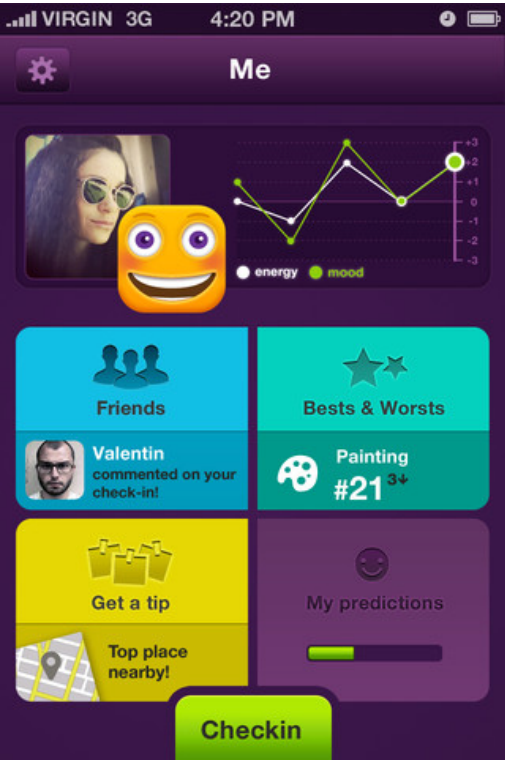 VIRGIN 3G 4:20 PM
Me
+3
+2
+1
0
-1
-2
-3
energy mood
Friends
Valentin
commented on your
check-in!
Bests & Worsts
Painting
#21 3↓
Get a tip
Top place
nearby!
My predictions
Checkin